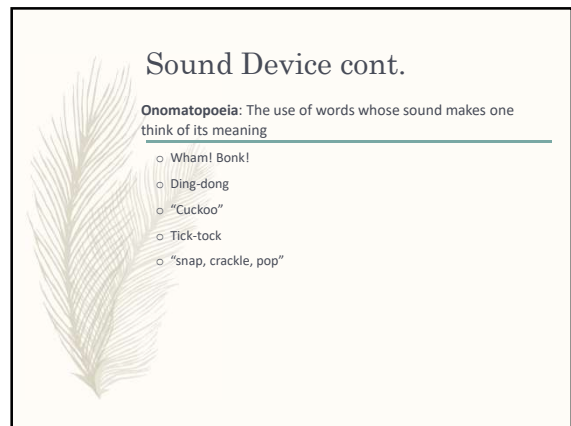 Sound Device cont.
Onomatopoeia: The use of words whose sound makes one
think of its meaning
○ Wham! Bonk!
○ Ding-dong
○ “Cuckoo”
○ Tick-tock
○ “snap, crackle, pop”